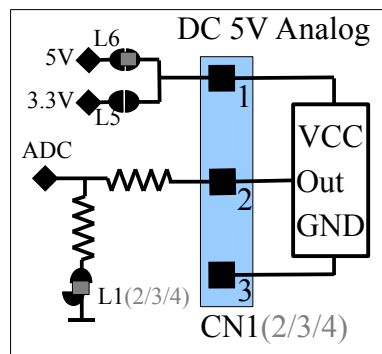 DC 5V Analog
L6
5V
3.3V
L5
1
VCC
ADC
Out
2
GND
3
L1(2/3/4)
CN1(2/3/4)